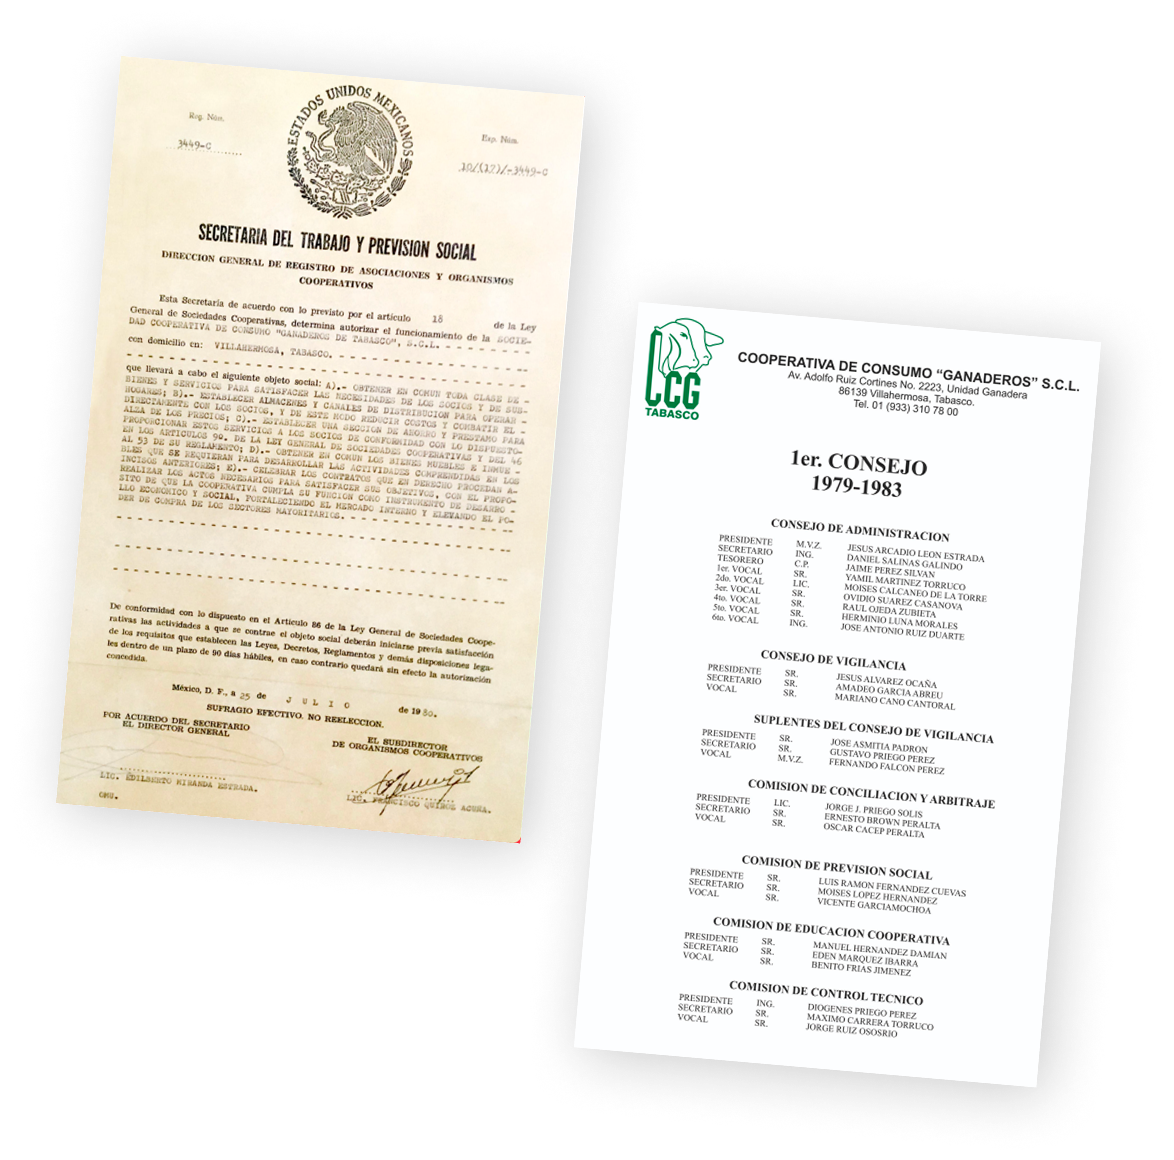 Reg. Núm.
3449-C
ESTADOS UNIDOS MEXICANOS
Exp. Núm.
10/(17)/-3449-C
SECRETARIA DEL TRABAJO Y PREVISION SOCIAL
DIRECCION GENERAL DE REGISTRO DE ASOCIACIONES Y ORGANISMOS
COOPERATIVOS
Esta Secretaría de acuerdo con lo previsto por el artículo 18 de la Ley
General de Sociedades Cooperativas, determina autorizar el funcionamiento de la SOCIE-
DAD COOPERATIVA DE CONSUMO "GANADEROS DE TABASCO", S.C.L. - - - - - - -
con domicilio en: VILLAHERMOSA, TABASCO. - - - - - - - - - - - - - - - - -
que llevará a cabo el siguiente objeto social: A).- OBTENER EN COMUN TODA CLASE DE -
BIENES Y SERVICIOS PARA SATISFACER LAS NECESIDADES DE LOS SOCIOS Y DE SUS-
HOGARES; B).- ESTABLECER ALMACENES Y CANALES DE DISTRIBUCION PARA OPERAR -
DIRECTAMENTE CON LOS SOCIOS, Y DE ESTE MODO REDUCIR COSTOS Y COMBATIR EL -
ALZA DE LOS PRECIOS; C).- ESTABLECER UNA SECCION DE AHORRO Y PRESTAMO PARA
PROPORCIONAR ESTOS SERVICIOS A LOS SOCIOS DE CONFORMIDAD CON LO DISPUESTO-
EN LOS ARTICULOS 9o. DE LA LEY GENERAL DE SOCIEDADES COOPERATIVAS Y DEL 46
AL 53 DE SU REGLAMENTO; D).- OBTENER EN COMUN LOS BIENES MUEBLES E INMUE -
BLES QUE SE REQUIERAN PARA DESARROLLAR LAS ACTIVIDADES COMPRENDIDAS EN LOS
INCISOS ANTERIORES; E).- CELEBRAR LOS CONTRATOS QUE EN DERECHO PROCEDAN A-
REALIZAR LOS ACTOS NECESARIOS PARA SATISFACER SUS OBJETIVOS, CON EL PROPO-
SITO DE QUE LA COOPERATIVA CUMPLA SU FUNCION COMO INSTRUMENTO DE DESARRO -
LLO ECONOMICO Y SOCIAL, FORTALECIENDO EL MERCADO INTERNO Y ELEVANDO EL PO-
DER DE COMPRA DE LOS SECTORES MAYORITARIOS. - - - - - - - - - - - - - - -
De conformidad con lo dispuesto en el Artículo 86 de la Ley General de Sociedades Coope-
rativas las actividades a que se contrae el objeto social deberán iniciarse previa satisfacción
de los requisitos que establecen las Leyes, Decretos, Reglamentos y demás disposiciones lega-
les dentro de un plazo de 90 días hábiles, en caso contrario quedará sin efecto la autorización
concedida.
México, D. F., a 25 de JULIO de 1980.
SUFRAGIO EFECTIVO. NO REELECCION.
POR ACUERDO DEL SECRETARIO
EL DIRECTOR GENERAL
EL SUBDIRECTOR
DE ORGANISMOS COOPERATIVOS
LIC. EDILBERTO MIRANDA ESTRADA.
LIC. FRANCISCO QUIROZ ACUÑA.
GMU.
LCG
TABASCO
COOPERATIVA DE CONSUMO “GANADEROS” S.C.L.
Av. Adolfo Ruiz Cortines No. 2223, Unidad Ganadera
86139 Villahermosa, Tabasco.
Tel. 01 (933) 310 78 00
1er. CONSEJO
1979-1983
CONSEJO DE ADMINISTRACION
PRESIDENTE M.V.Z. JESUS ARCADIO LEON ESTRADA
SECRETARIO ING. DANIEL SALINAS GALINDO
TESORERO C.P. JAIME PEREZ SILVAN
1er. VOCAL SR. YAMIL MARTINEZ TORRUCO
2do. VOCAL LIC. MOISES CALCANEO DE LA TORRE
3er. VOCAL SR. OVIDIO SUAREZ CASANOVA
4to. VOCAL SR. RAUL OJEDA ZUBIETA
5to. VOCAL SR. HERMINIO LUNA MORALES
6to. VOCAL ING. JOSE ANTONIO RUIZ DUARTE
CONSEJO DE VIGILANCIA
PRESIDENTE SR. JESUS ALVAREZ OCAÑA
SECRETARIO SR. AMADEO GARCIA ABREU
VOCAL SR. MARIANO CANO CANTORAL
SUPLENTES DEL CONSEJO DE VIGILANCIA
PRESIDENTE SR. JOSE ASMITIA PADRON
SECRETARIO SR. GUSTAVO PRIEGO PEREZ
VOCAL M.V.Z. FERNANDO FALCON PEREZ
COMISION DE CONCILIACION Y ARBITRAJE
PRESIDENTE LIC. JORGE J. PRIEGO SOLIS
SECRETARIO SR. ERNESTO BROWN PERALTA
VOCAL SR. OSCAR CACEP PERALTA
COMISION DE PREVISION SOCIAL
PRESIDENTE SR. LUIS RAMON FERNANDEZ CUEVAS
SECRETARIO SR. MOISES LOPEZ HERNANDEZ
VOCAL SR. VICENTE GARCIAMOCHOA
COMISION DE EDUCACION COOPERATIVA
PRESIDENTE SR. MANUEL HERNANDEZ DAMIAN
SECRETARIO SR. EDEN MARQUEZ IBARRA
VOCAL SR. BENITO FRIAS JIMENEZ
COMISION DE CONTROL TECNICO
PRESIDENTE ING. DIOGENES PRIEGO PEREZ
SECRETARIO SR. MAXIMO CARRERA TORRUCO
VOCAL SR. JORGE RUIZ OSOSRIO